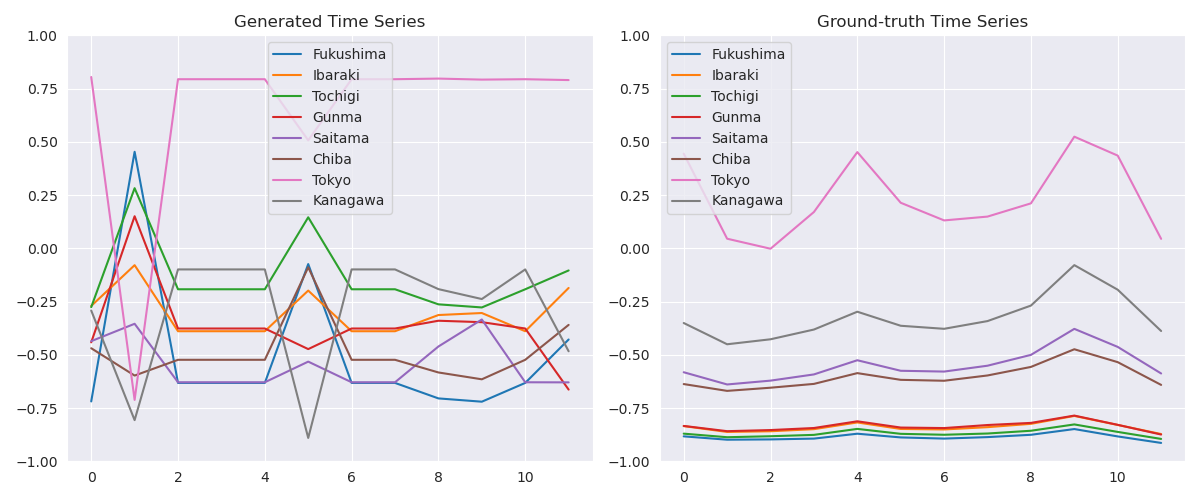 Generated Time Series
1.00
0.75
0.50
0.25
0.00
−0.25
−0.50
−0.75
−1.00
0
2
4
6
8
10
Fukushima
Ibaraki
Tochigi
Gunma
Saitama
Chiba
Tokyo
Kanagawa
Ground-truth Time Series
1.00
0.75
0.50
0.25
0.00
−0.25
−0.50
−0.75
−1.00
0
2
4
6
8
10
Fukushima
Ibaraki
Tochigi
Gunma
Saitama
Chiba
Tokyo
Kanagawa